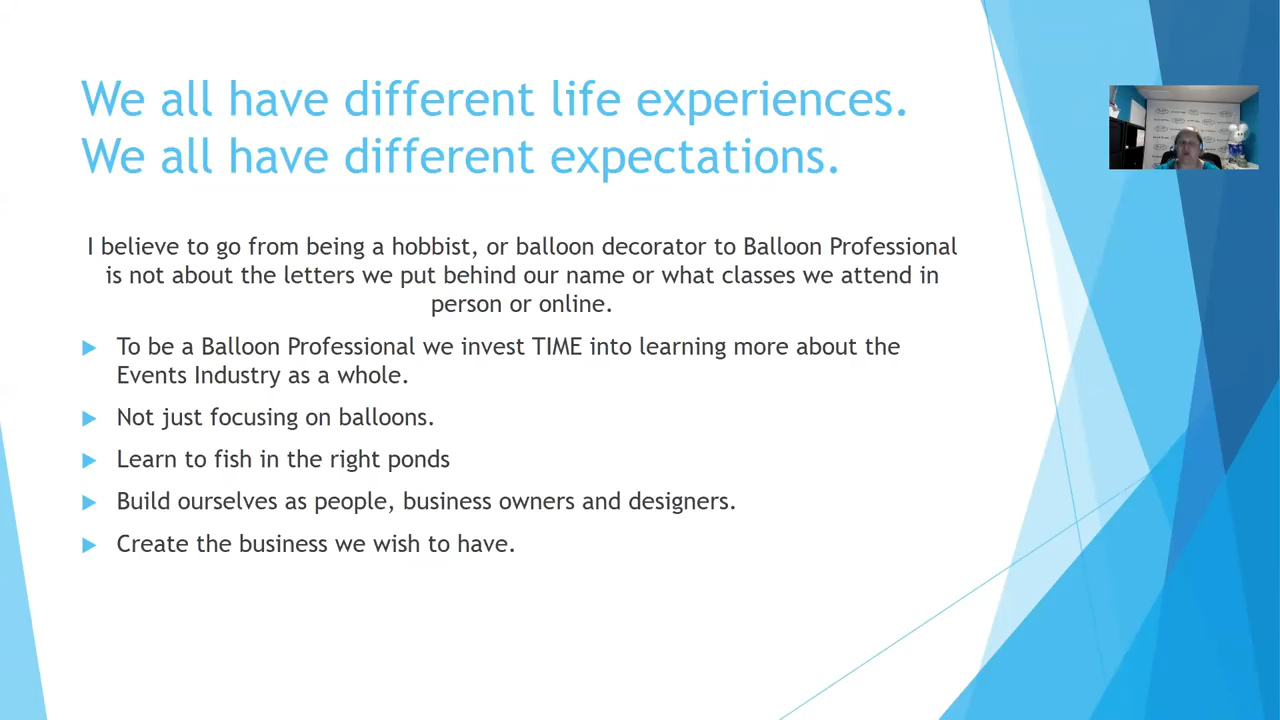 We all have different life experiences.
We all have different expectations.
I believe to go from being a hobbist, or balloon decorator to Balloon Professional
is not about the letters we put behind our name or what classes we attend in
person or online.
To be a Balloon Professional we invest TIME into learning more about the
Events Industry as a whole.
Not just focusing on balloons.
Learn to fish in the right ponds
Build ourselves as people, business owners and designers.
Create the business we wish to have.